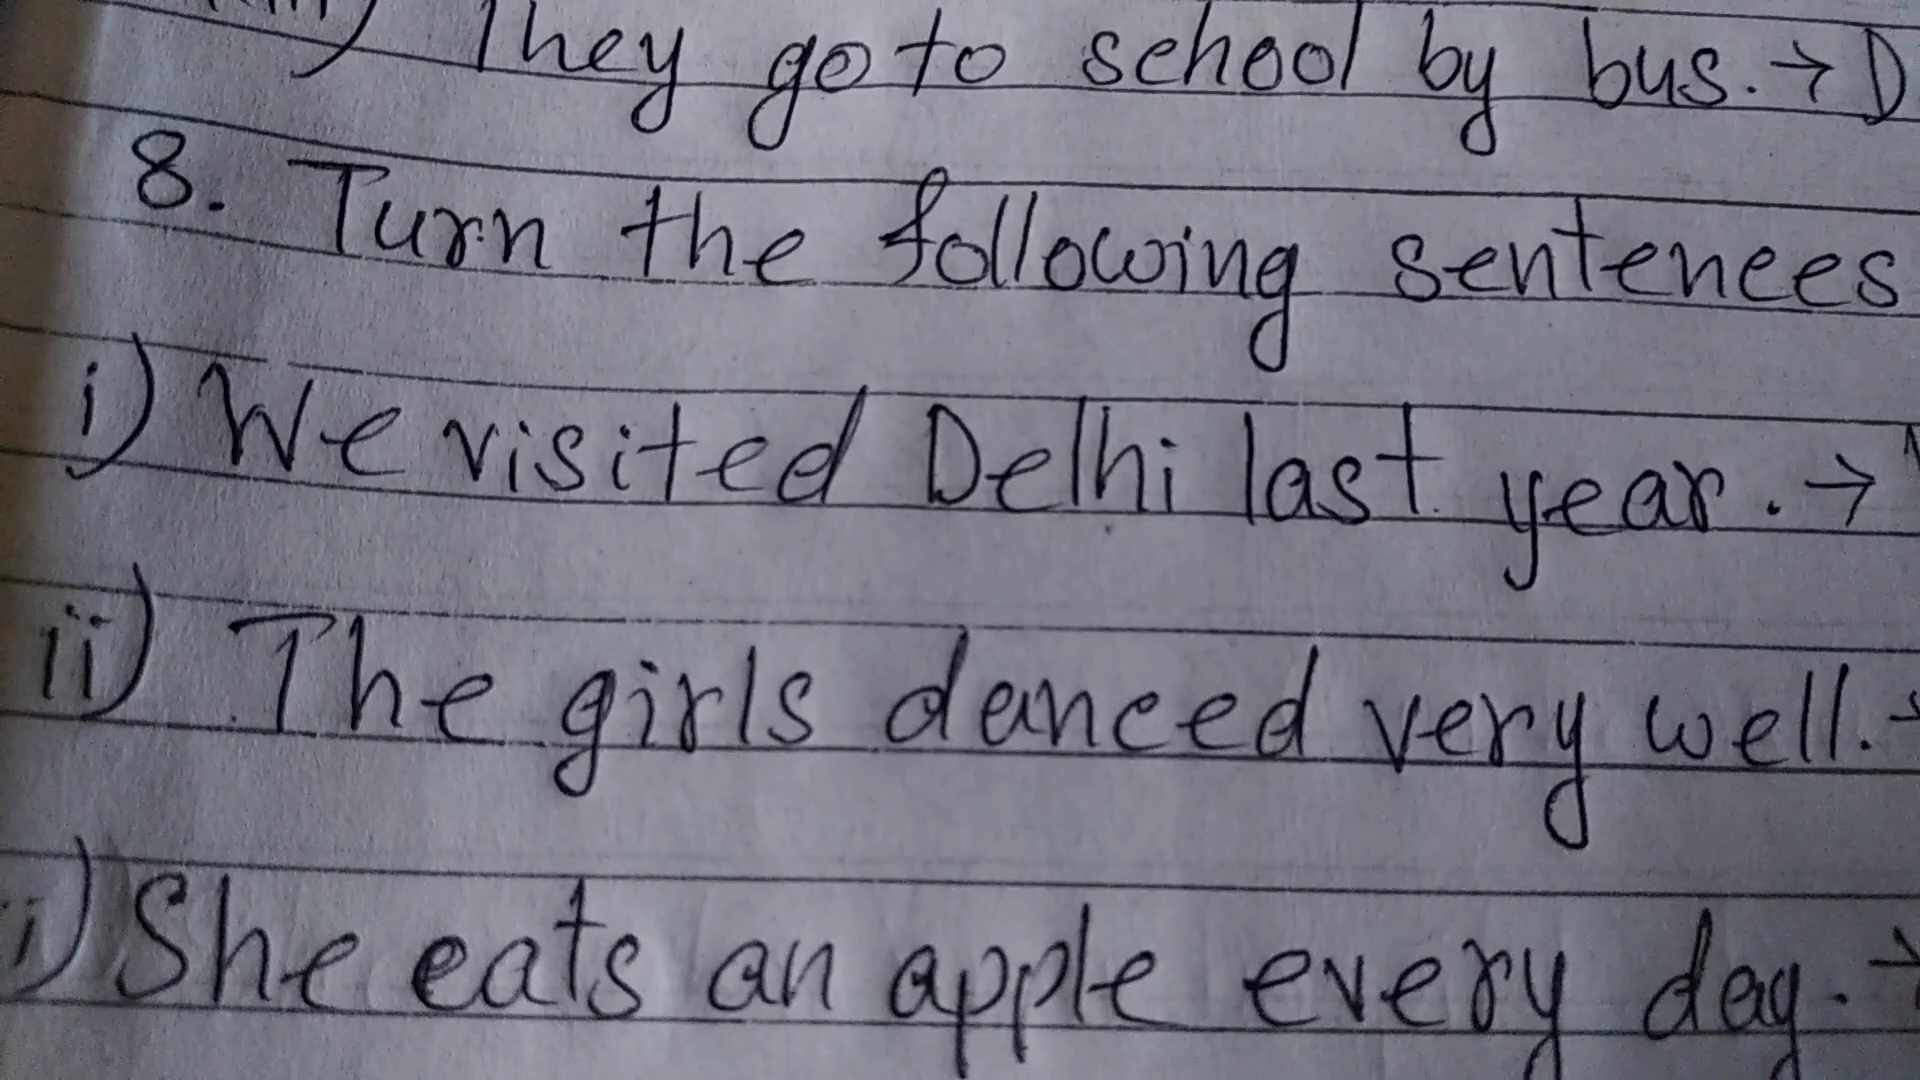 They go to school by bus. → D
8. Turn the following sentences
i) We visited Delhi last year. →
ii) The girls danced very well.
i) She eats an apple every day. →